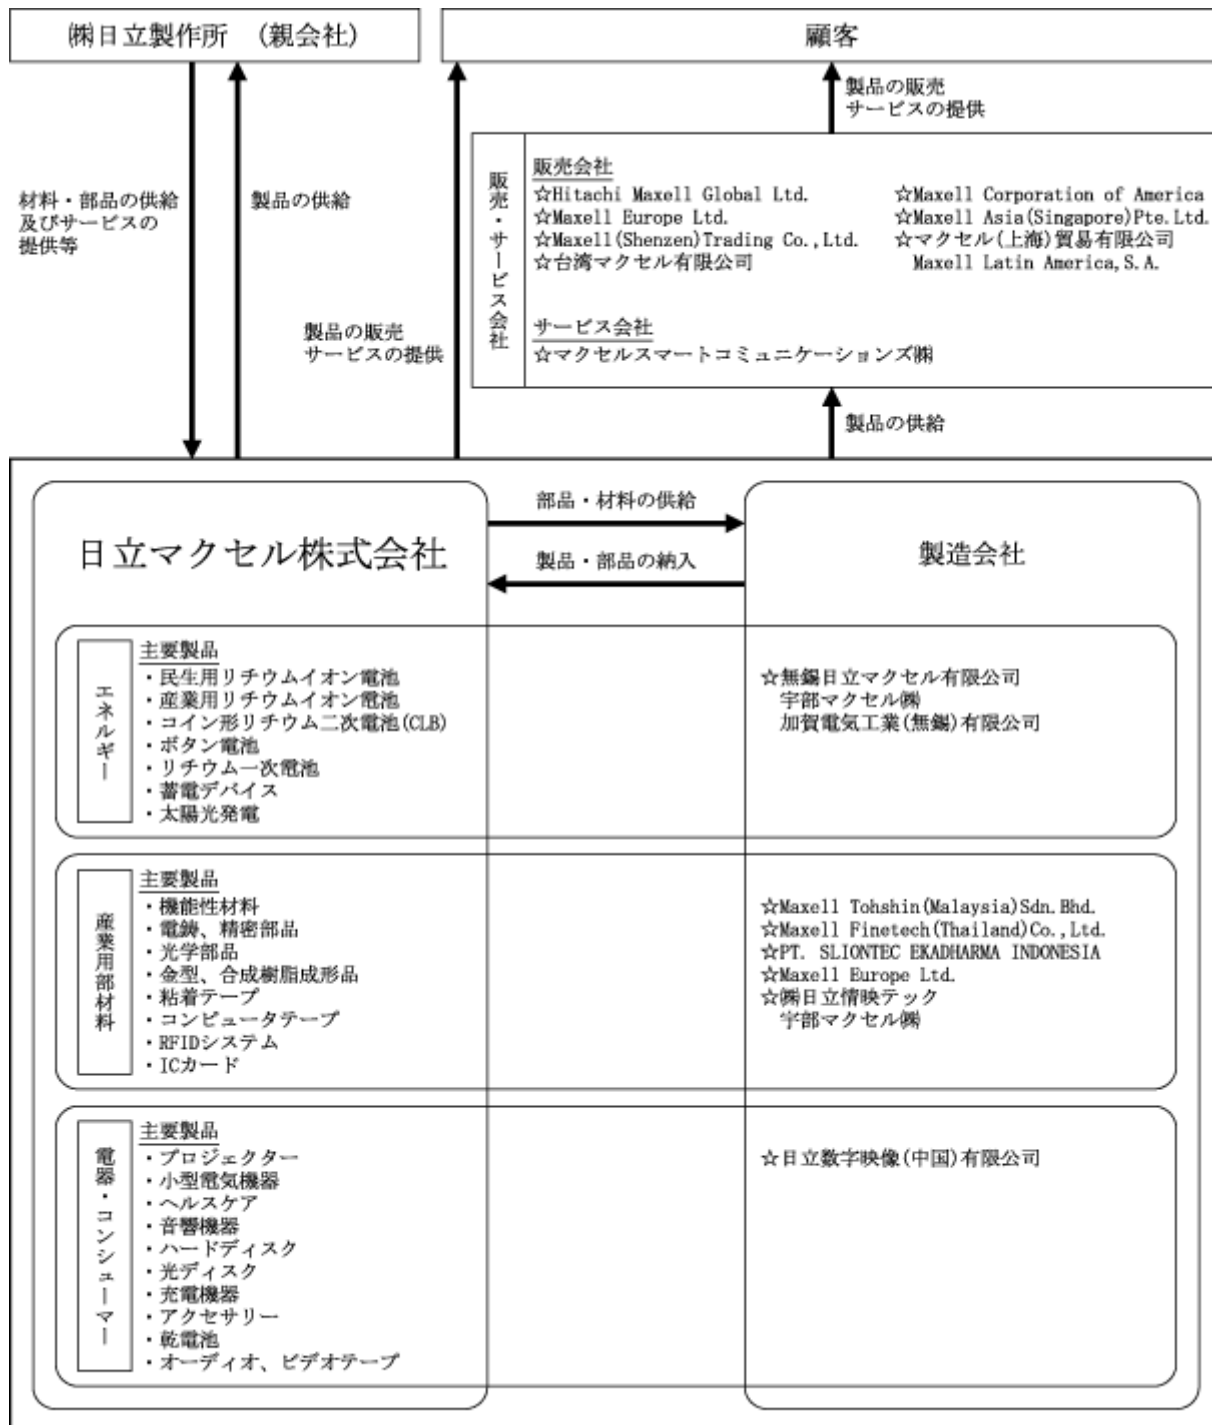 ㈱日立製作所　(親会社)
顧客
材料・部品の供給
及びサービスの
提供等
製品の供給
製品の販売
サービスの提供
製品の販売
サービスの提供
販売・サービス会社
販売会社
☆Hitachi Maxell Global Ltd.
☆Maxell Europe Ltd.
☆Maxell(Shenzen)Trading Co.,Ltd.
☆台湾マクセル有限公司
☆Maxell Corporation of America
☆Maxell Asia(Singapore)Pte.Ltd.
☆マクセル(上海)貿易有限公司
Maxell Latin America,S.A.
サービス会社
☆マクセルスマートコミュニケーションズ㈱
製品の供給
日立マクセル株式会社
部品・材料の供給
製品・部品の納入
製造会社
エネルギー
主要製品
・民生用リチウムイオン電池
・産業用リチウムイオン電池
・コイン形リチウム二次電池(CLB)
・ボタン電池
・リチウム一次電池
・蓄電デバイス
・太陽光発電
☆無錫日立マクセル有限公司
宇部マクセル㈱
加賀電気工業(無錫)有限公司
産業用部材料
主要製品
・機能性材料
・電鋳、精密部品
・光学部品
・金型、合成樹脂成形品
・粘着テープ
・コンピュータテープ
・RFIDシステム
・ICカード
☆Maxell Tohshin(Malaysia)Sdn.Bhd.
☆Maxell Finetech(Thailand)Co.,Ltd.
☆PT. SLIONTEC EKADHARMA INDONESIA
☆Maxell Europe Ltd.
☆㈱日立情映テック
宇部マクセル㈱
電器・コンシューマー
主要製品
・プロジェクター
・小型電気機器
・ヘルスケア
・音響機器
・ハードディスク
・光ディスク
・充電機器
・アクセサリー
・乾電池
・オーディオ、ビデオテープ
☆日立数字映像(中国)有限公司